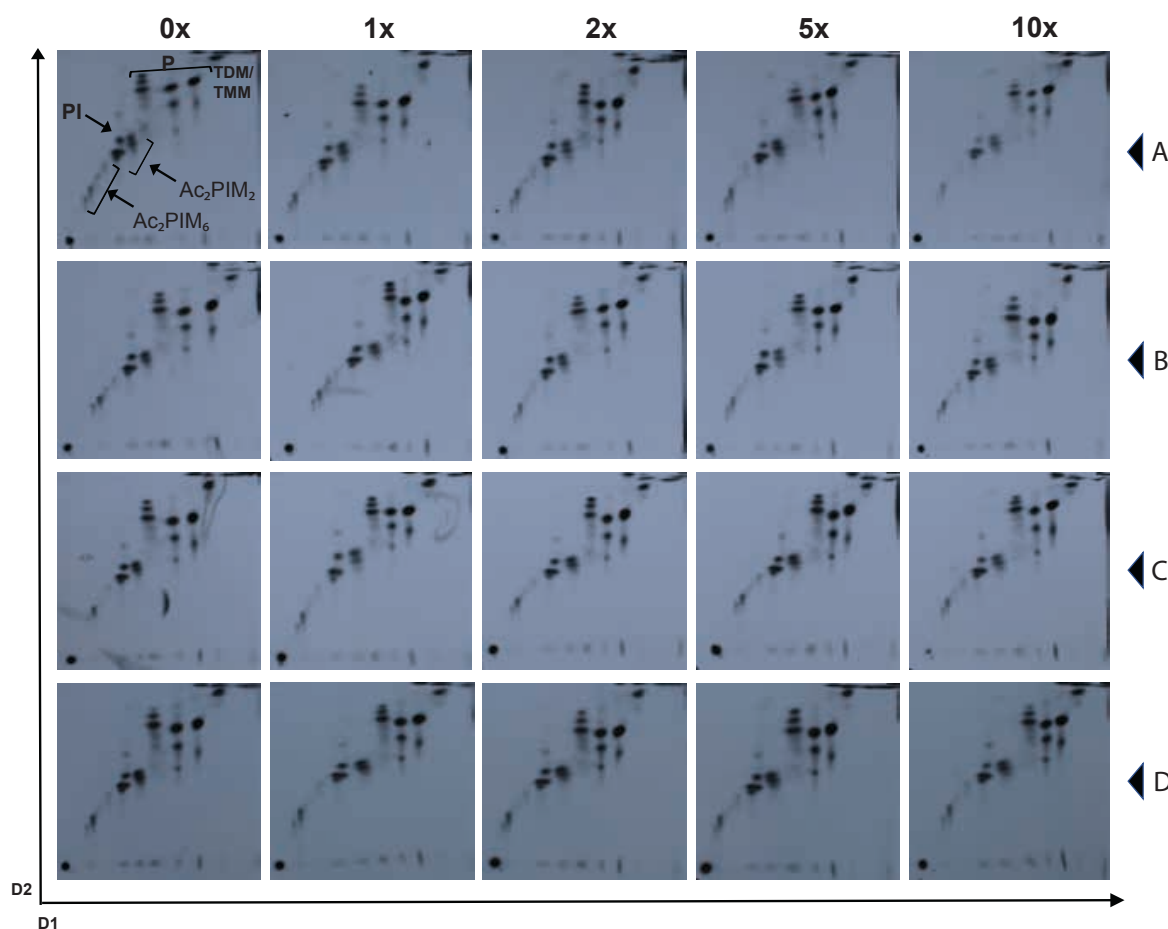 0x 1x 2x 5x 10x
P
TDM/
TMM
PI
Ac₂PIM₂
Ac₂PIM₆
A
B
C
D
D2
D1